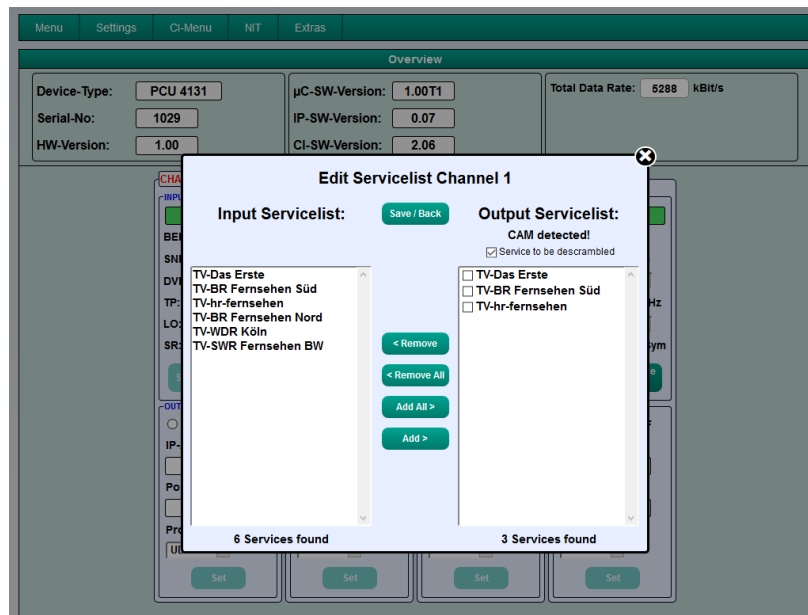 Menu Settings CI-Menu NIT Extras
Overview
Device-Type: PCU 4131
Serial-No: 1029
HW-Version: 1.00
µC-SW-Version: 1.00T1
IP-SW-Version: 0.07
CI-SW-Version: 2.06
Total Data Rate: 5288 kBit/s
Edit Servicelist Channel 1
Input Servicelist:
Save / Back
Output Servicelist:
CAM detected!
Service to be descrambled
TV-Das Erste
TV-BR Fernsehen Süd
TV-hr-fernsehen
TV-BR Fernsehen Nord
TV-WDR Köln
TV-SWR Fernsehen BW
< Remove
< Remove All
Add All >
Add >
TV-Das Erste
TV-BR Fernsehen Süd
TV-hr-fernsehen
6 Services found
3 Services found
TP:
LO:
SR:
Set Set Set Set